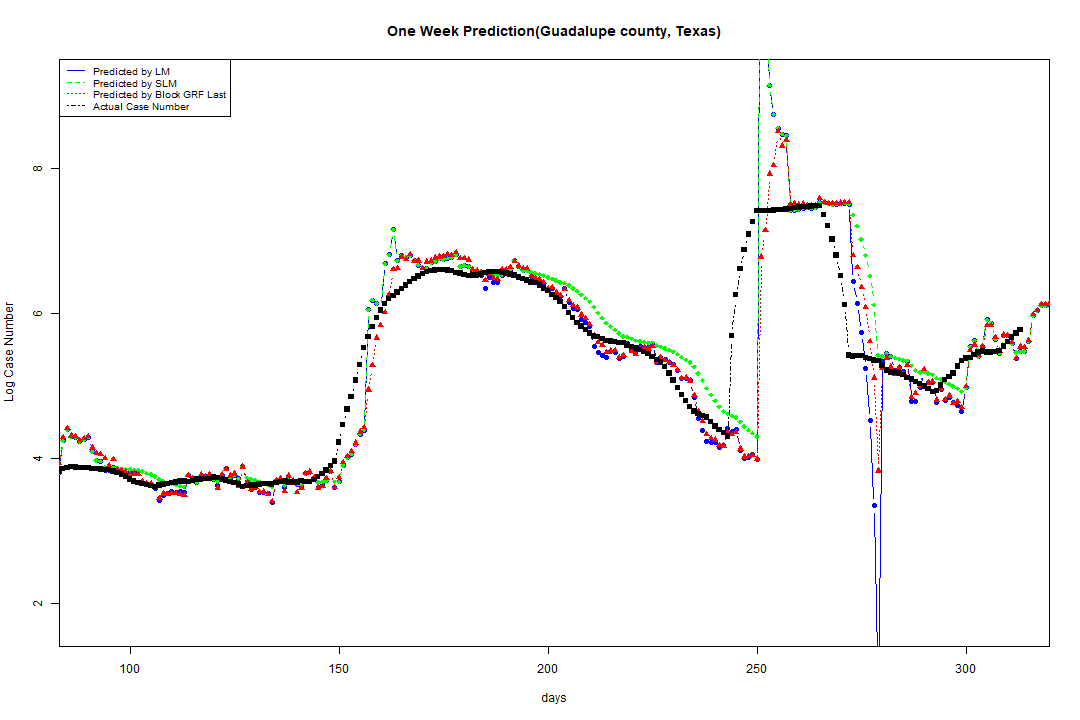 One Week Prediction(Guadalupe county, Texas)
Predicted by LM
Predicted by SLM
Predicted by Block GRF Last
Actual Case Number
Log Case Number
8
6
4
2
100 150 200 250 300
days